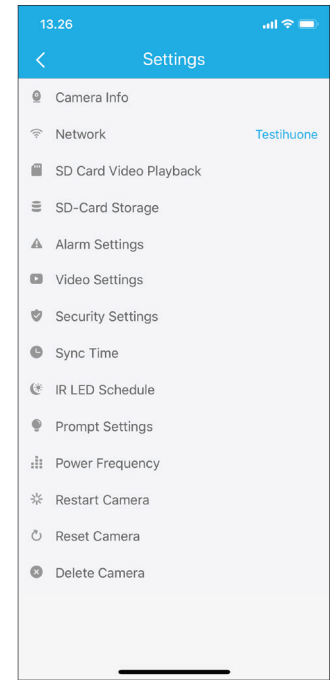 13.26
Settings
Camera Info
Network Testihuone
SD Card Video Playback
SD-Card Storage
Alarm Settings
Video Settings
Security Settings
Sync Time
IR LED Schedule
Prompt Settings
Power Frequency
Restart Camera
Reset Camera
Delete Camera